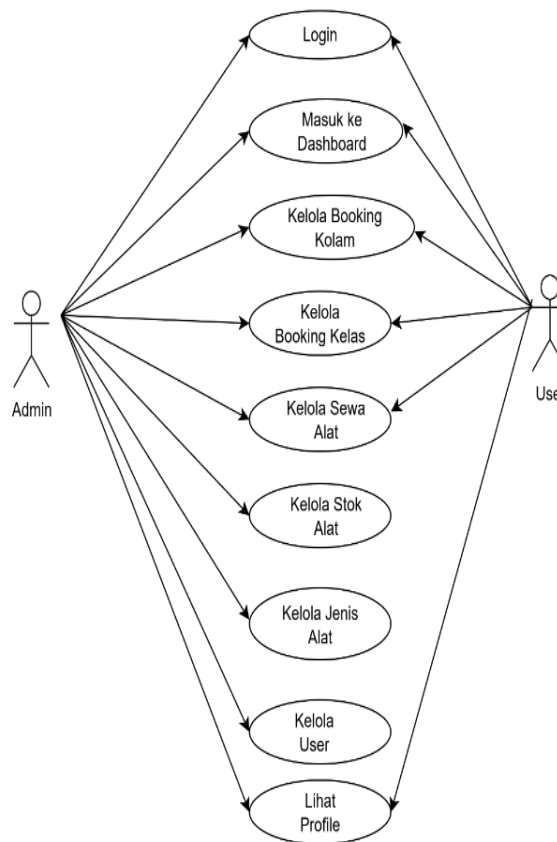 Login
Masuk ke
Dashboard
Kelola Booking
Kolam
Kelola
Booking Kelas
Admin
Kelola Sewa
Alat
Kelola Stok
Alat
Kelola Jenis
Alat
Kelola
User
Lihat
Profile